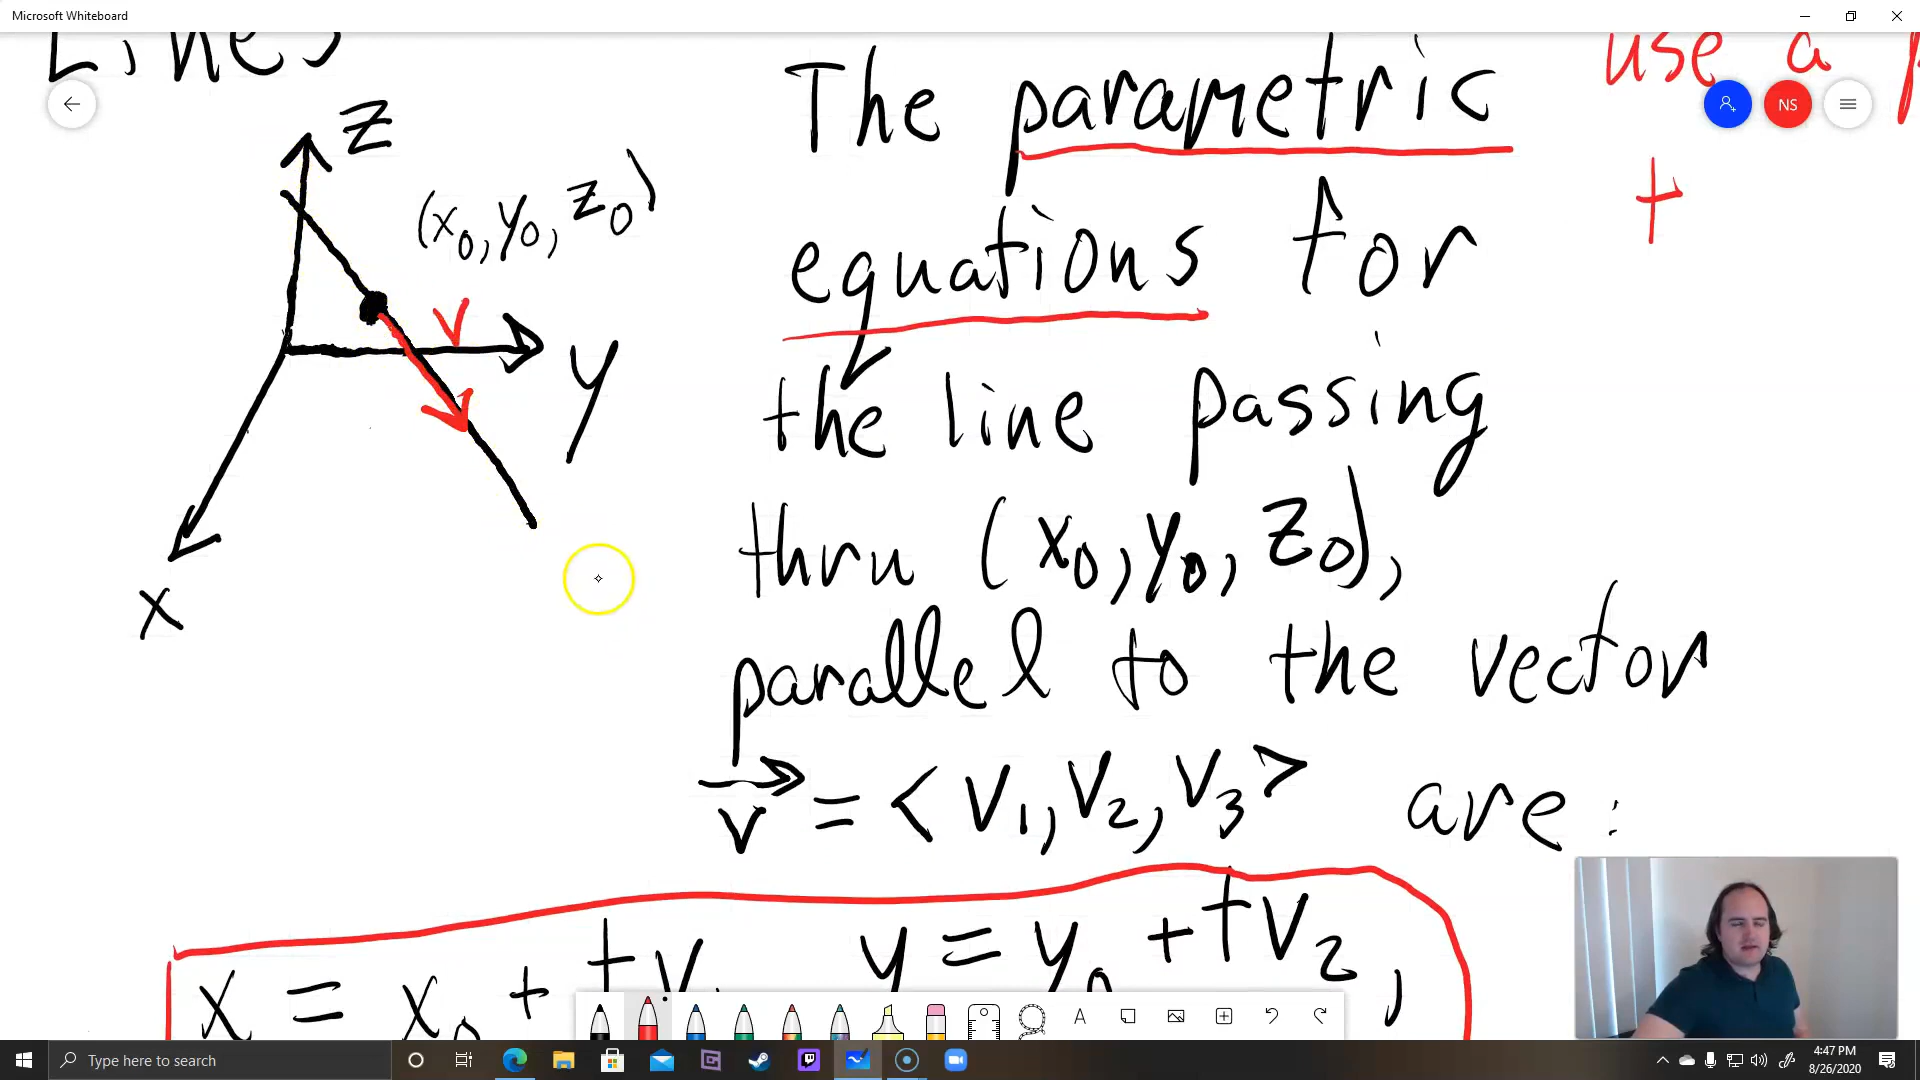 Microsoft Whiteboard
Lines
z
(x₀, y₀, z₀)
v
y
x
The parametric
equations for
the line passing
thru (x₀, y₀, z₀),
parallel to the vector
v = <v₁, v₂, v₃> are:
x = x₀ + tv
y = y₀ + tv₂,
use a
t
NS
A
Type here to search
4:47 PM
8/26/2020